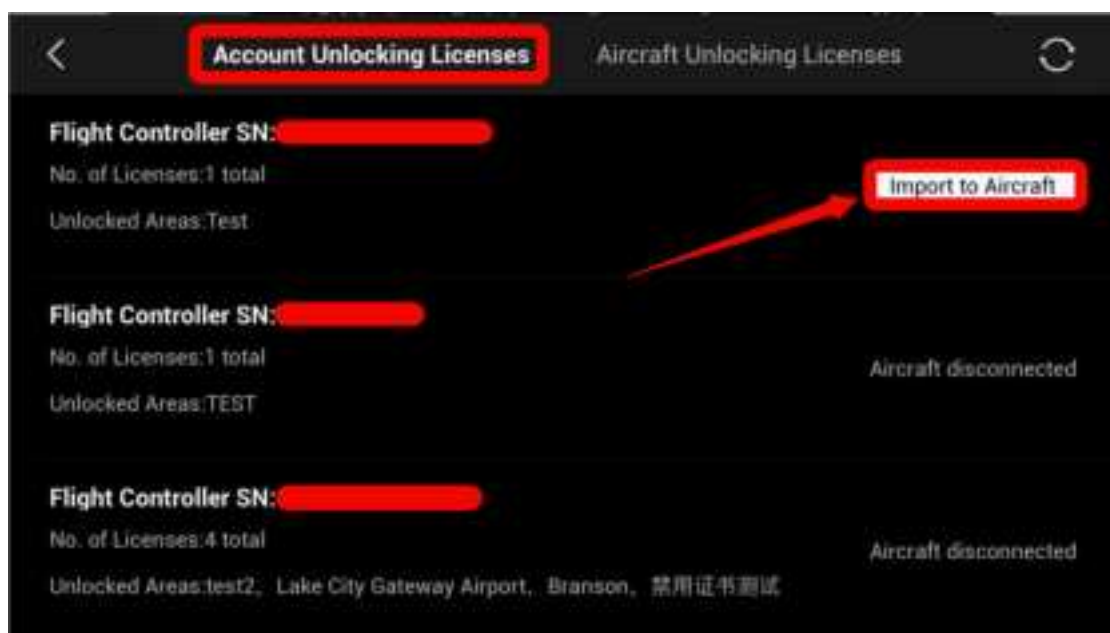 Account Unlocking Licenses Aircraft Unlocking Licenses
Flight Controller SN:
No. of Licenses:1 total
Import to Aircraft
Unlocked Areas:Test
Flight Controller SN:
No. of Licenses:1 total
Aircraft disconnected
Unlocked Areas:TEST
Flight Controller SN:
No. of Licenses:4 total
Aircraft disconnected
Unlocked Areas:test2, Lake City Gateway Airport, Branson, 禁用证书测试